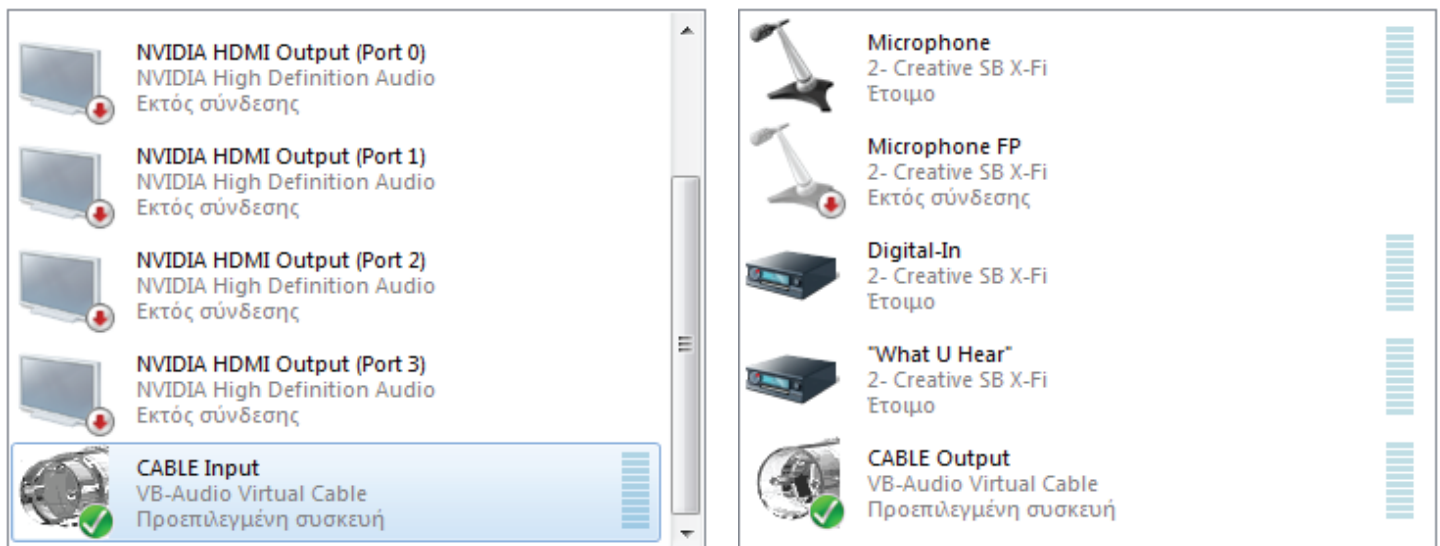 NVIDIA HDMI Output (Port 0)
NVIDIA High Definition Audio
Εκτός σύνδεσης
NVIDIA HDMI Output (Port 1)
NVIDIA High Definition Audio
Εκτός σύνδεσης
NVIDIA HDMI Output (Port 2)
NVIDIA High Definition Audio
Εκτός σύνδεσης
NVIDIA HDMI Output (Port 3)
NVIDIA High Definition Audio
Εκτός σύνδεσης
CABLE Input
VB-Audio Virtual Cable
Προεπιλεγμένη συσκευή
Microphone
2- Creative SB X-Fi
Έτοιμο
Microphone FP
2- Creative SB X-Fi
Εκτός σύνδεσης
Digital-In
2- Creative SB X-Fi
Έτοιμο
"What U Hear"
2- Creative SB X-Fi
Έτοιμο
CABLE Output
VB-Audio Virtual Cable
Προεπιλεγμένη συσκευή